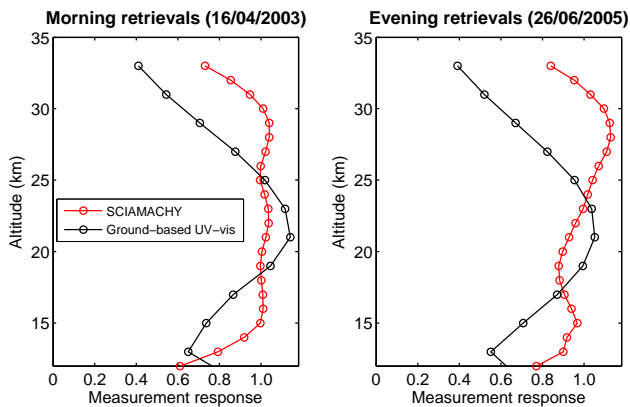 Morning retrievals (16/04/2003)
Evening retrievals (26/06/2005)
35
30
25
20
15
Altitude (km)
SCIAMACHY
Ground−based UV−vis
0
0.2
0.4
0.6
0.8
1.0
Measurement response
35
30
25
20
15
Altitude (km)
0
0.2
0.4
0.6
0.8
1.0
Measurement response